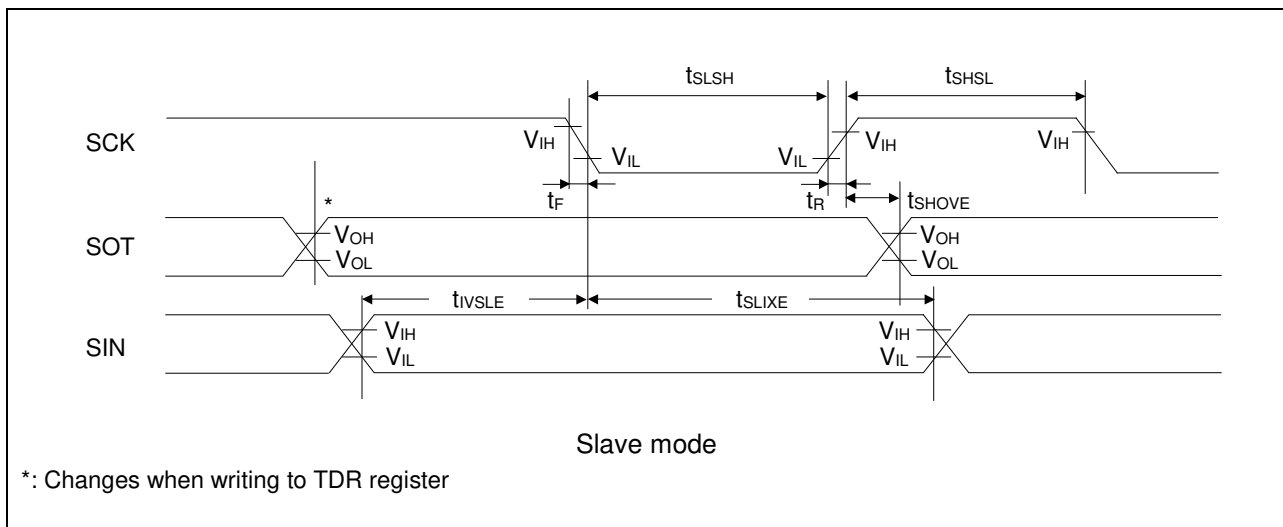 tSLSH tSHSL
SCK VIH VIL VIL VIH VIH
tF tR tSHOVE
*
SOT VOH VOH
VOL VOL
tIVSLE tSLIXE
SIN VIH VIH
VIL VIL
Slave mode
*: Changes when writing to TDR register